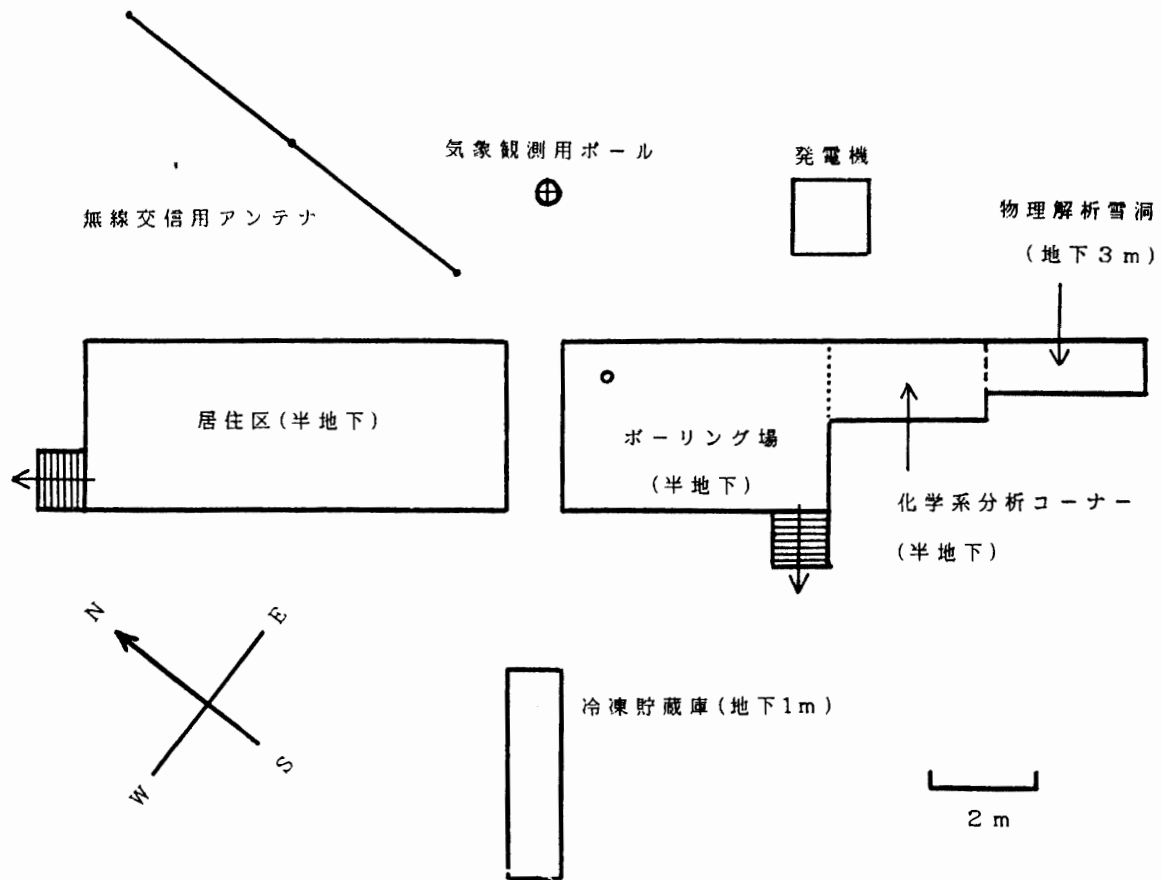 気象観測用ポール
発電機
無線交信用アンテナ
物理解析雪洞
(地下3m)
居住区(半地下)
ボーリング場
(半地下)
化学系分析コーナー
(半地下)
N
E
W
S
冷凍貯蔵庫(地下1m)
2m